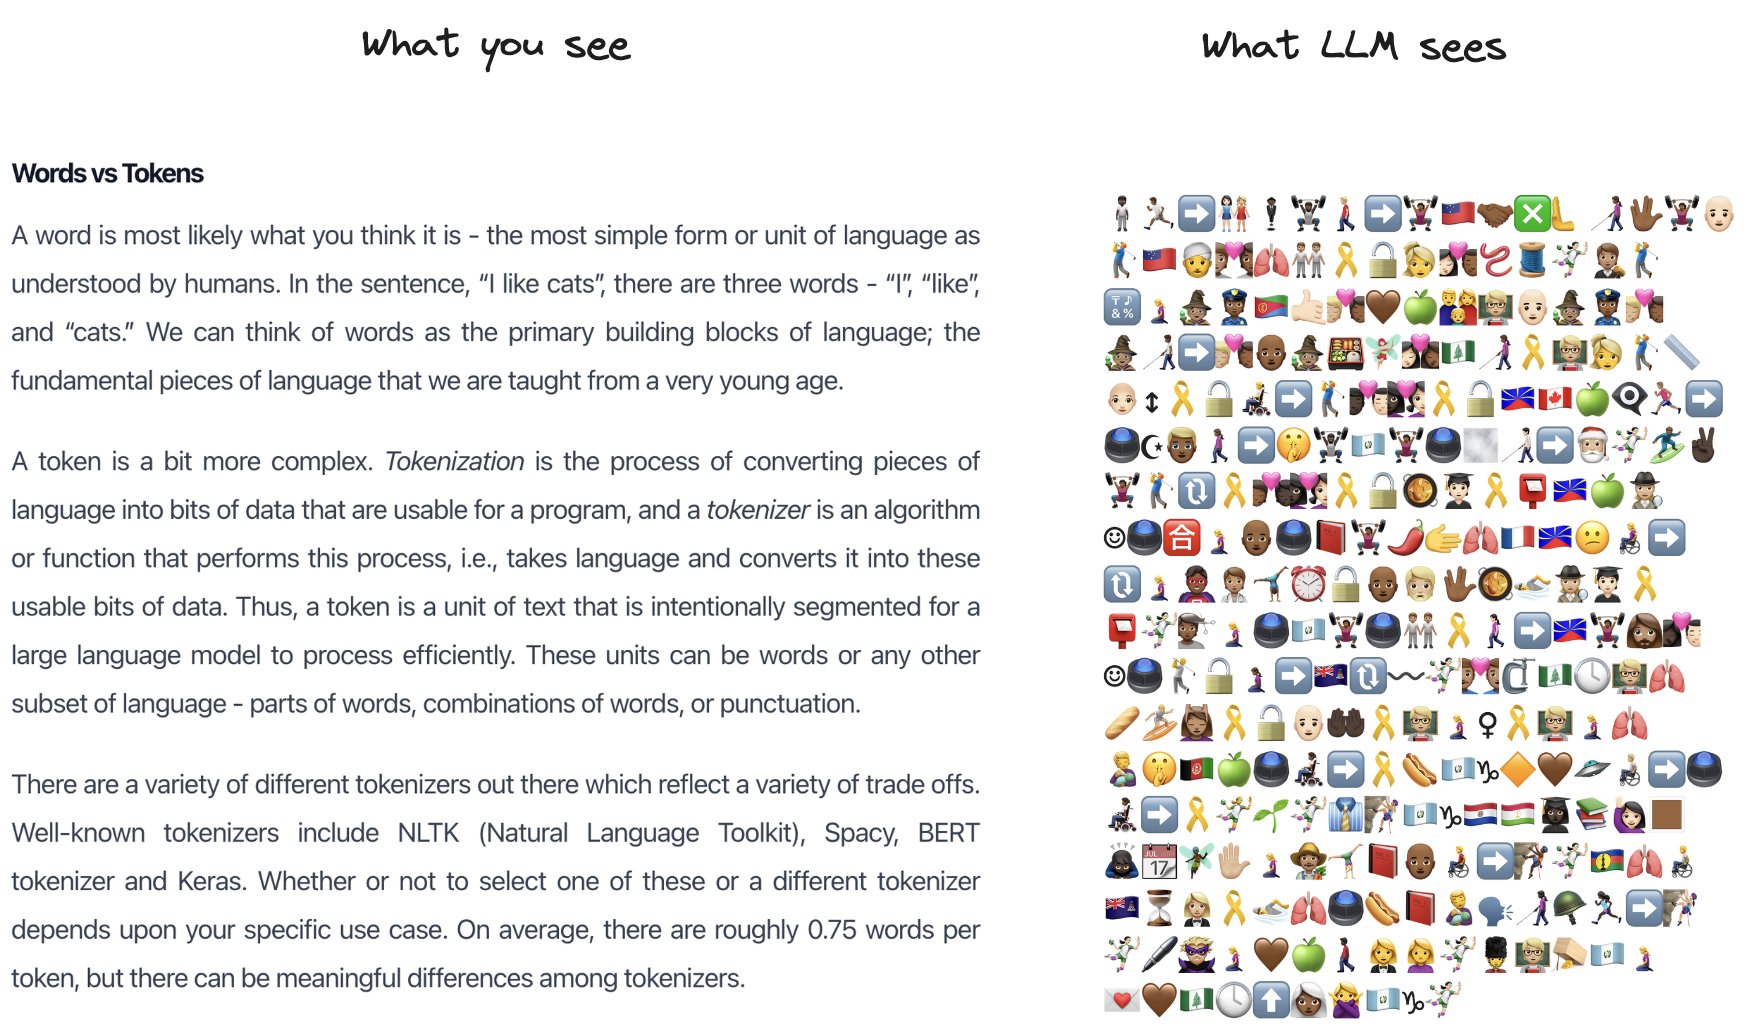 What you see
What LLM sees
Words vs Tokens
A word is most likely what you think it is - the most simple form or unit of language as
understood by humans. In the sentence, “I like cats”, there are three words - “I”, “like”,
and “cats.” We can think of words as the primary building blocks of language; the
fundamental pieces of language that we are taught from a very young age.
A token is a bit more complex. Tokenization is the process of converting pieces of
language into bits of data that are usable for a program, and a tokenizer is an algorithm
or function that performs this process, i.e., takes language and converts it into these
usable bits of data. Thus, a token is a unit of text that is intentionally segmented for a
large language model to process efficiently. These units can be words or any other
subset of language - parts of words, combinations of words, or punctuation.
There are a variety of different tokenizers out there which reflect a variety of trade offs.
Well-known tokenizers include NLTK (Natural Language Toolkit), Spacy, BERT
tokenizer and Keras. Whether or not to select one of these or a different tokenizer
depends upon your specific use case. On average, there are roughly 0.75 words per
token, but there can be meaningful differences among tokenizers.